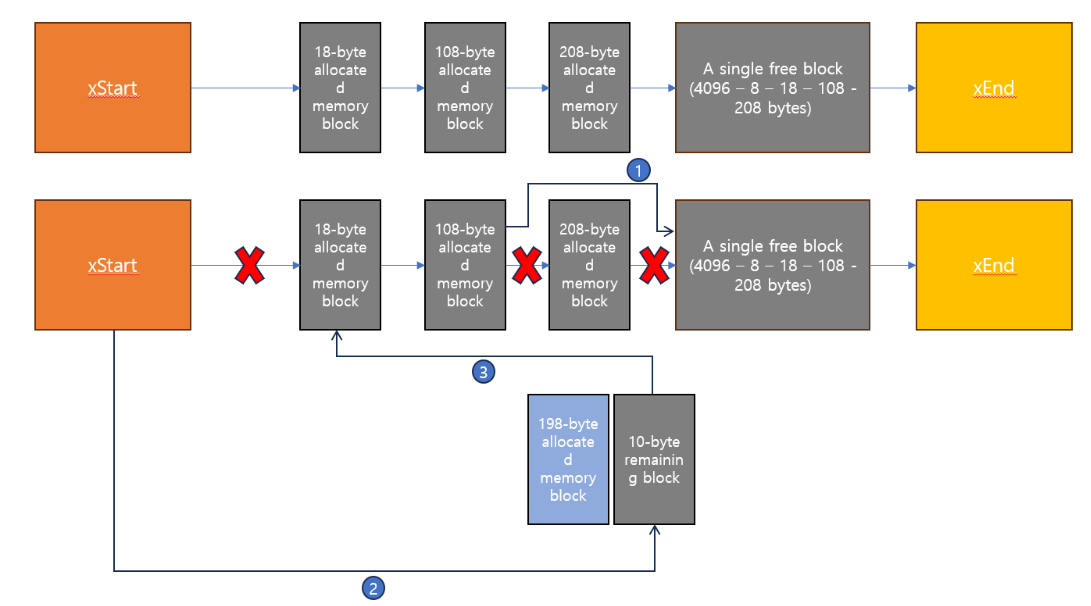 xStart
18-byte
allocate
d
memory
block
108-byte
allocate
d
memory
block
208-byte
allocate
d
memory
block
A single free block
(4096 – 8 – 18 – 108 -
208 bytes)
xEnd
1
xStart
18-byte
allocate
d
memory
block
108-byte
allocate
d
memory
block
208-byte
allocate
d
memory
block
A single free block
(4096 – 8 – 18 – 108 -
208 bytes)
xEnd
3
198-byte
allocate
d
memory
block
10-byte
remainin
g block
2